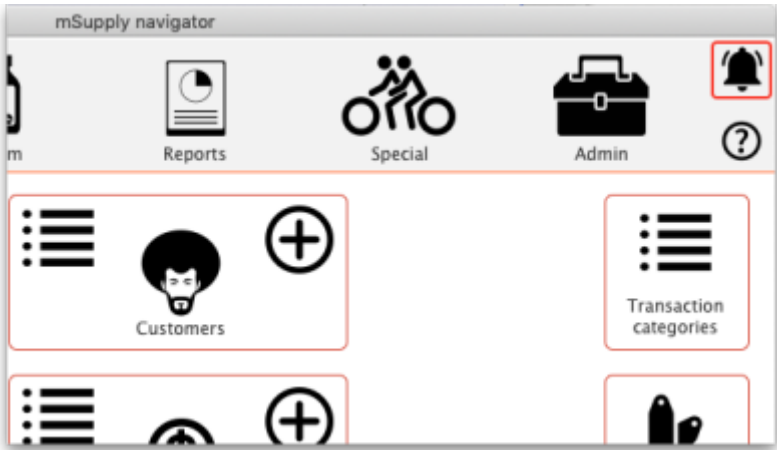 mSupply navigator
m
Reports
Special
Admin
Customers
Transaction
categories